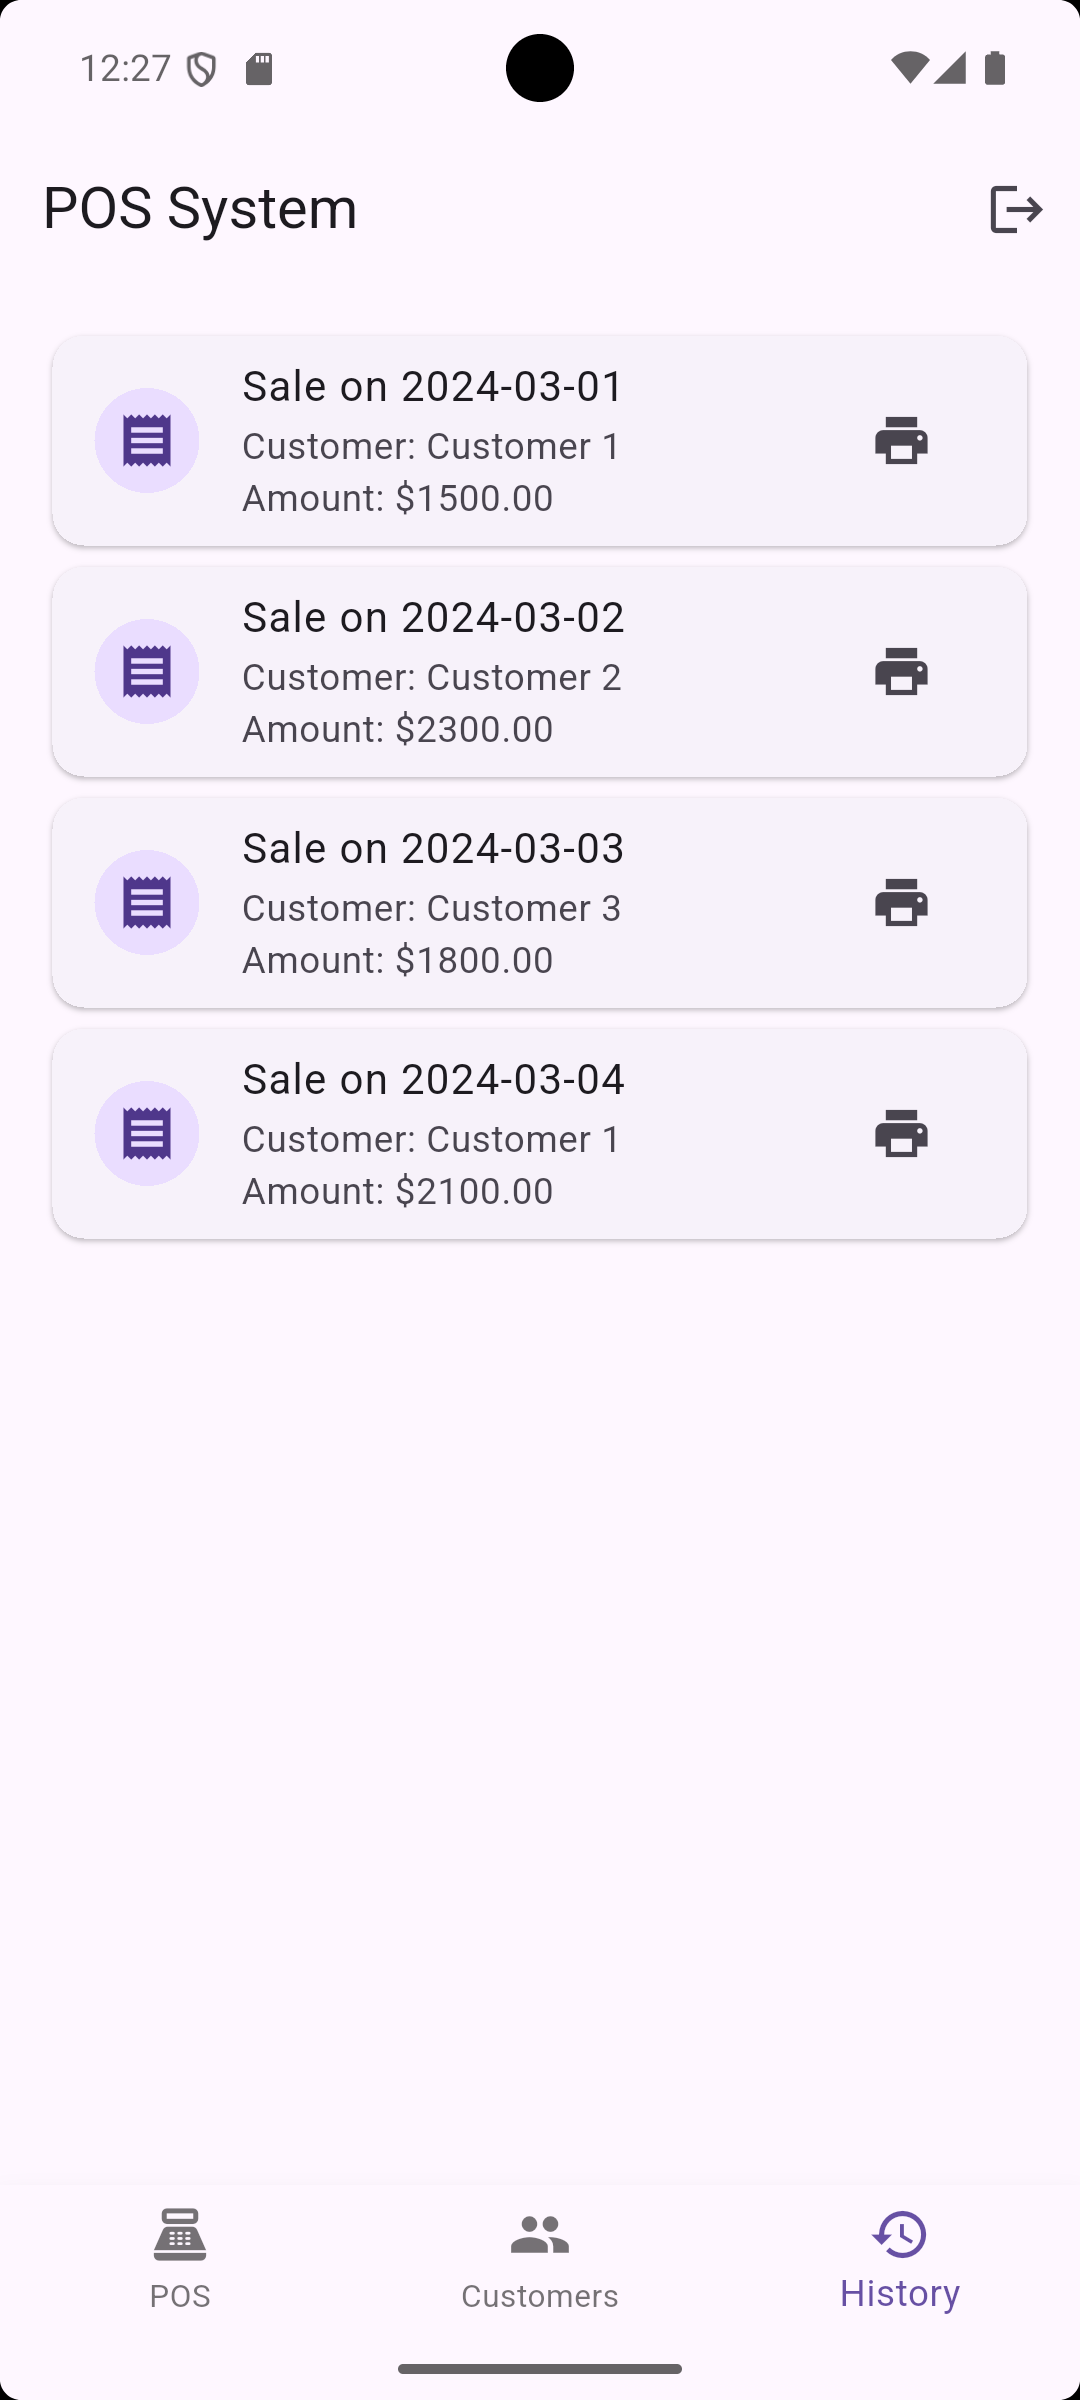 12:27
POS System
Sale on 2024-03-01
Customer: Customer 1
Amount: $1500.00
Sale on 2024-03-02
Customer: Customer 2
Amount: $2300.00
Sale on 2024-03-03
Customer: Customer 3
Amount: $1800.00
Sale on 2024-03-04
Customer: Customer 1
Amount: $2100.00
POS
Customers
History